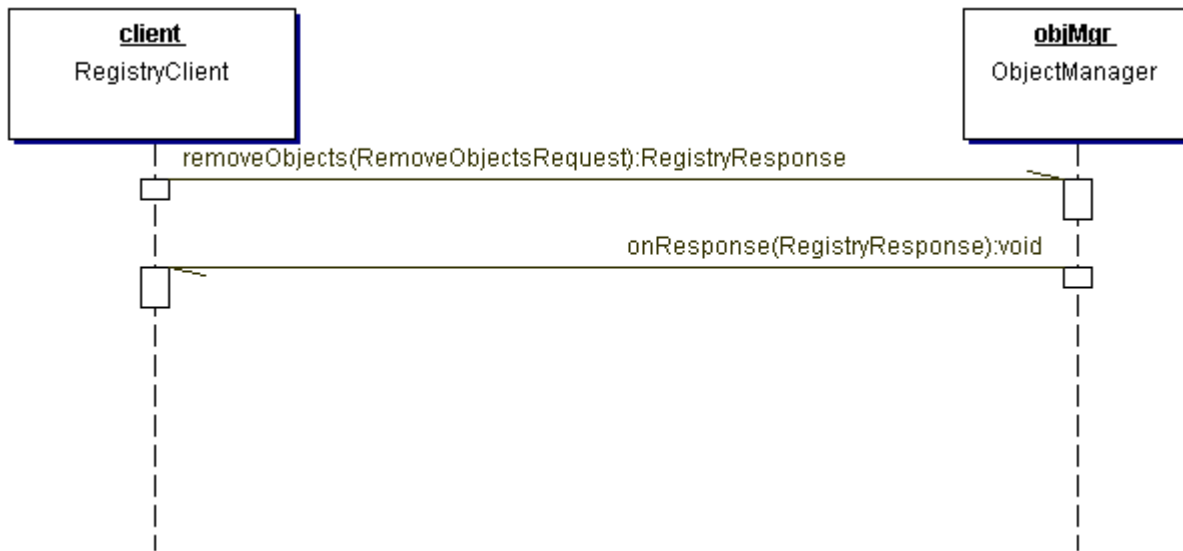 client
RegistryClient
objMgr
ObjectManager
removeObjects(RemoveObjectsRequest):RegistryResponse
onResponse(RegistryResponse):void